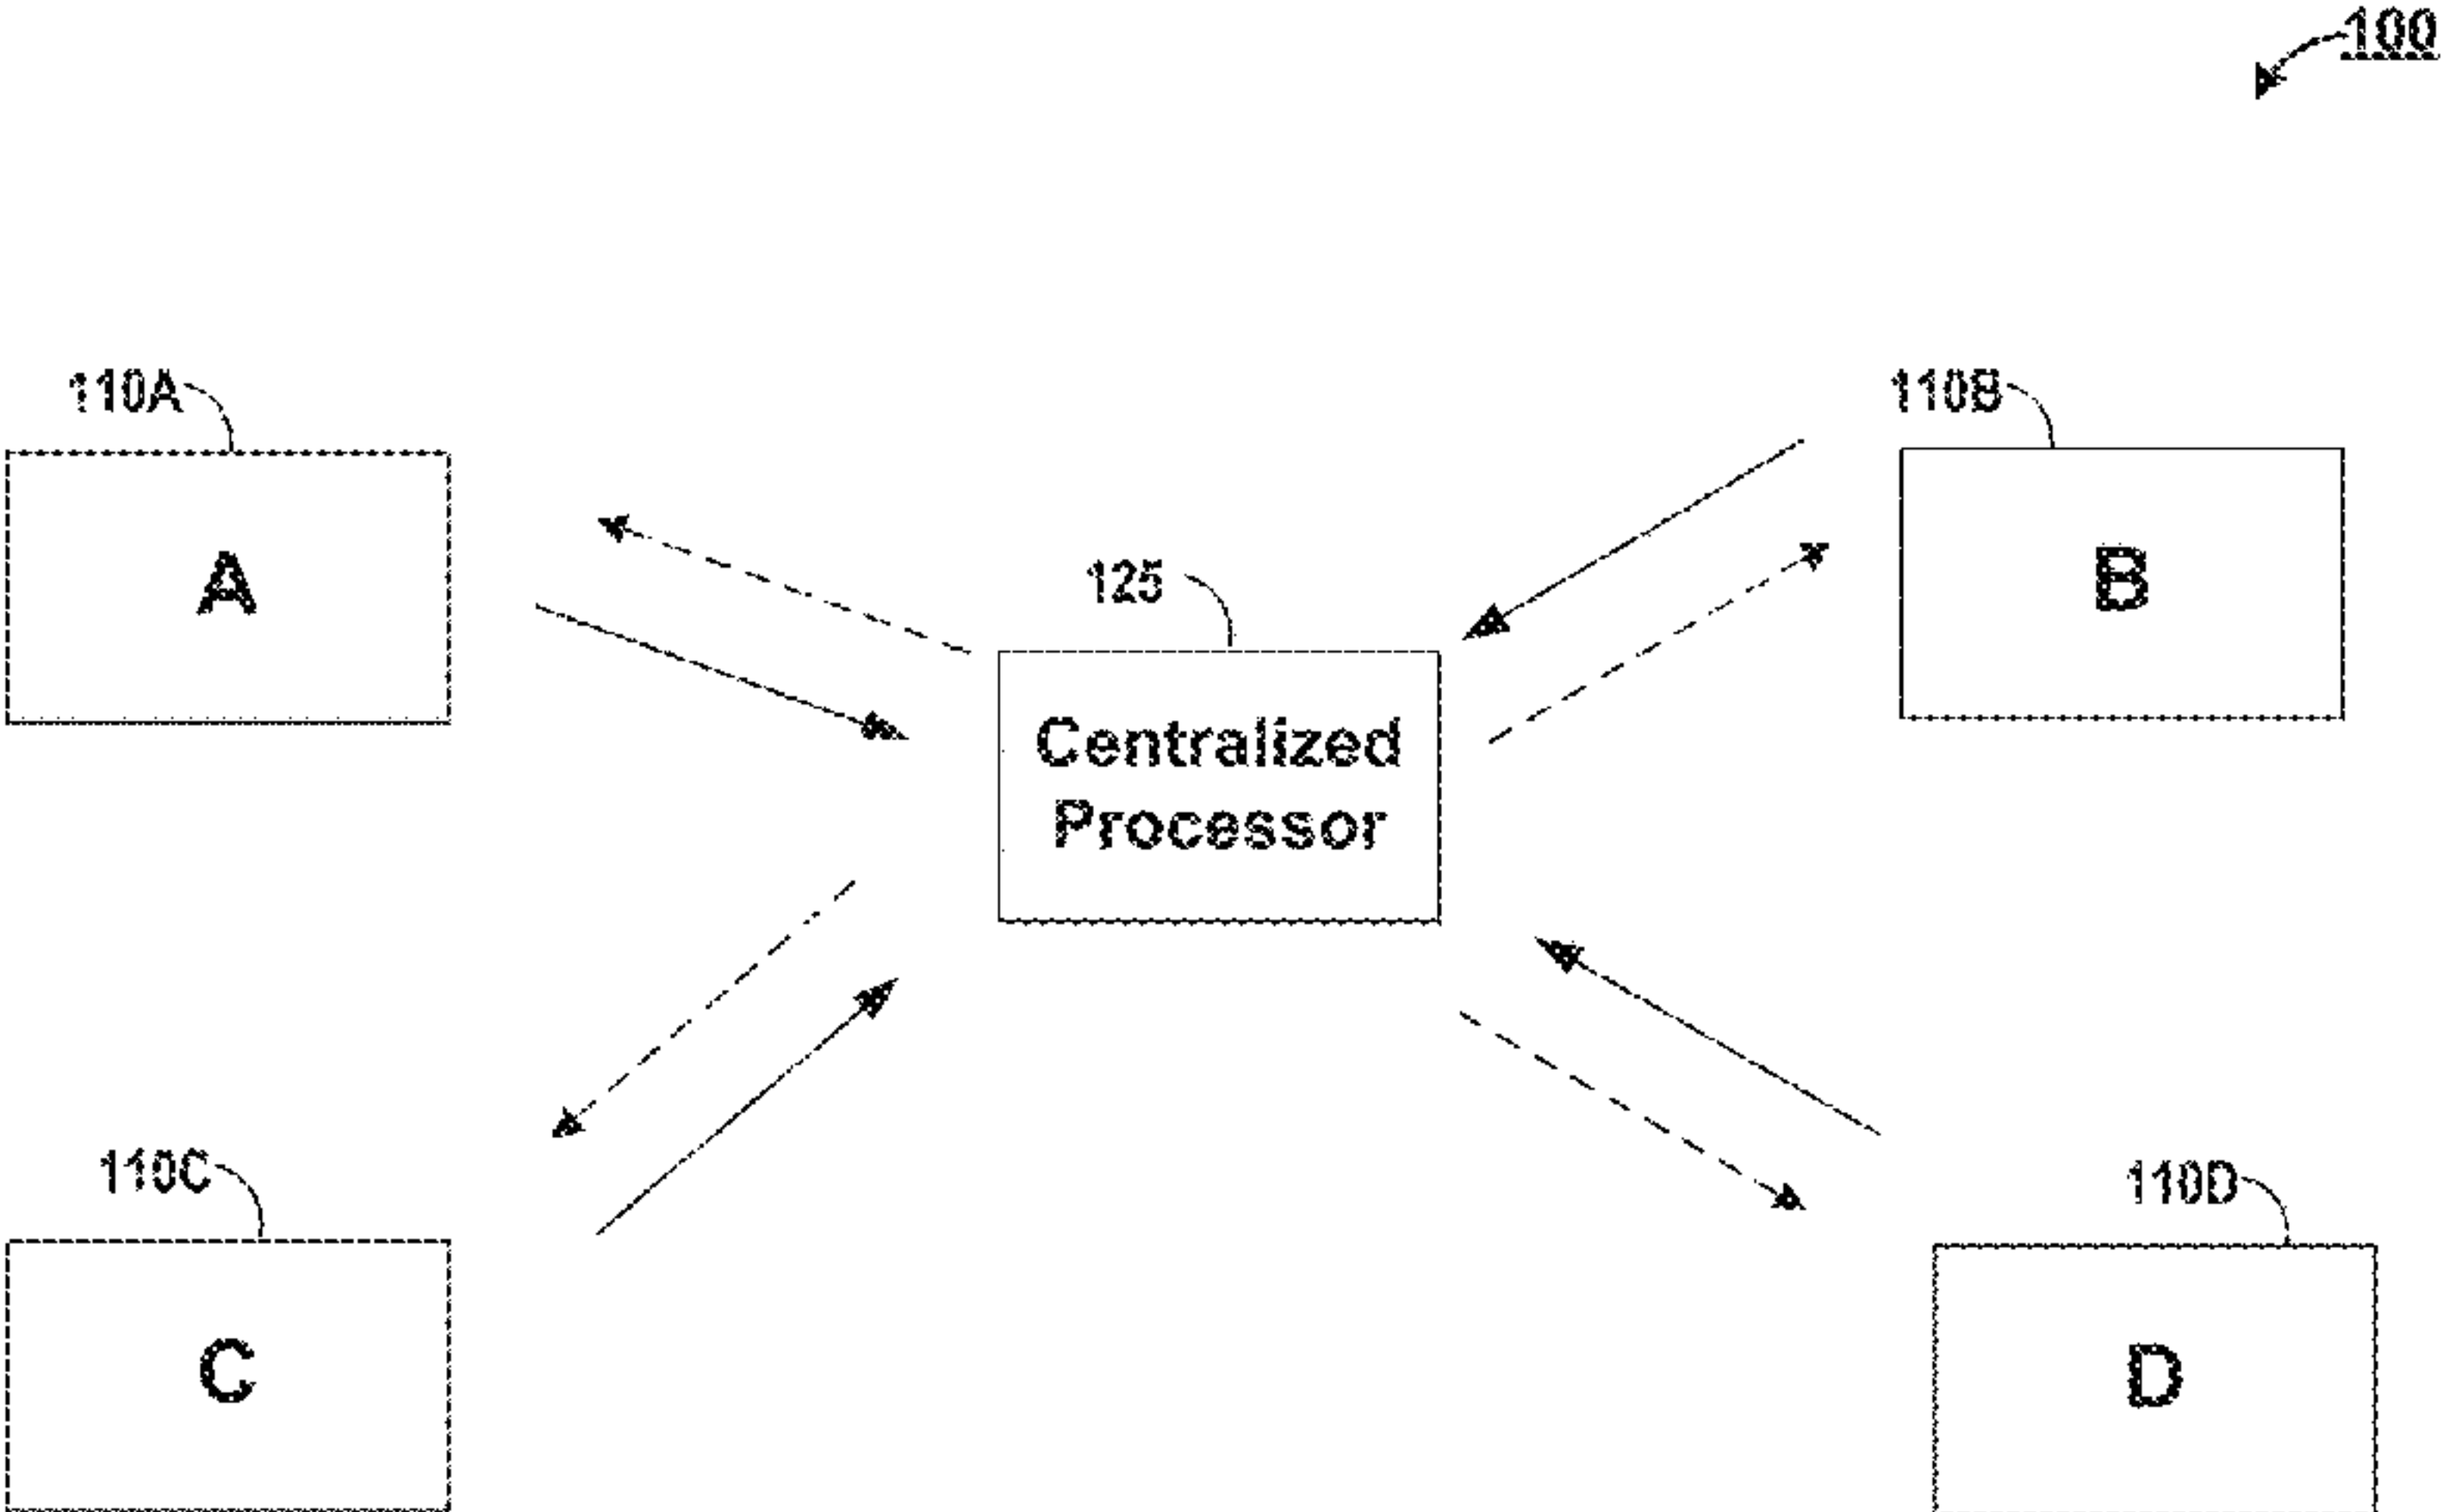 100
110A
110B
A
125
B
Centralized
Processor
110C
110D
C
D